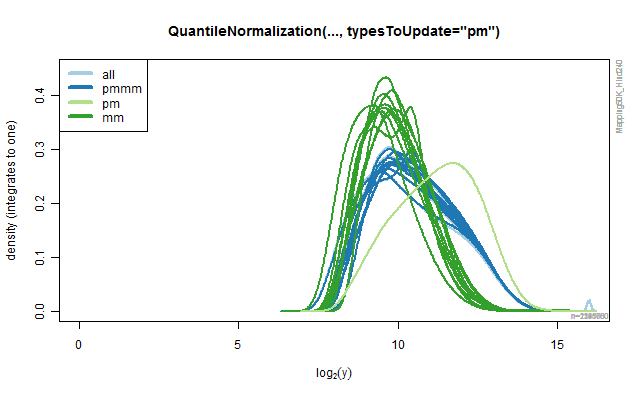 QuantileNormalization(..., typesToUpdate="pm")
all
pmmm
pm
mm
density (integrates to one)
0.0
0.1
0.2
0.3
0.4
0
5
10
15
log2(y)